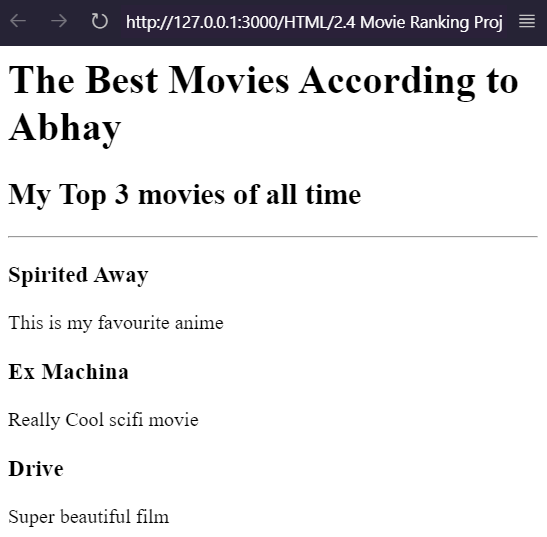 http://127.0.0.1:3000/HTML/2.4 Movie Ranking Proj
The Best Movies According to
Abhay
My Top 3 movies of all time
Spirited Away
This is my favourite anime
Ex Machina
Really Cool scifi movie
Drive
Super beautiful film